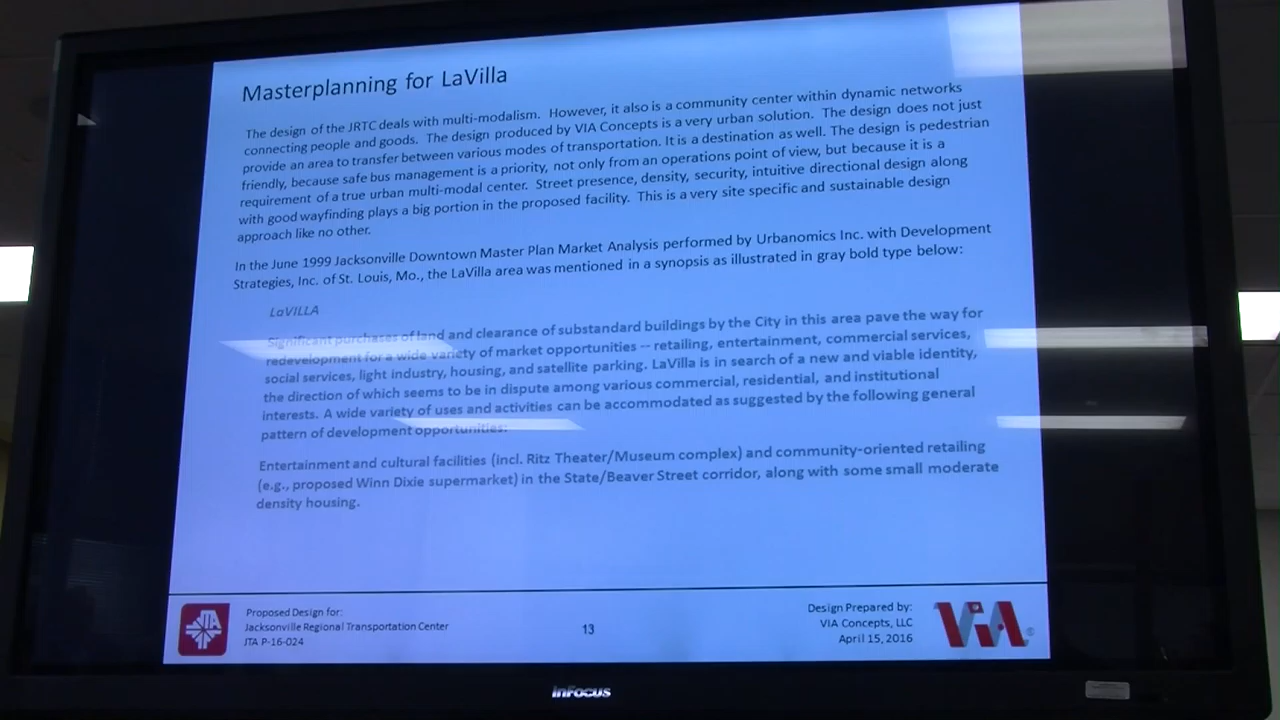 Masterplanning for LaVilla
The design of the JRTC deals with multi-modalism. However, it also is a community center within dynamic networks
connecting people and goods. The design produced by VIA Concepts is a very urban solution. The design does not just
provide an area to transfer between various modes of transportation. It is a destination as well. The design is pedestrian
friendly, because safe bus management is a priority, not only from an operations point of view, but because it is a
requirement of a true urban multi-modal center. Street presence, density, security, intuitive directional design along
with good wayfinding plays a big portion in the proposed facility. This is a very site specific and sustainable design
approach like no other.
In the June 1999 Jacksonville Downtown Master Plan Market Analysis performed by Urbanomics Inc. with Development
Strategies, Inc. of St. Louis, Mo., the LaVilla area was mentioned in a synopsis as illustrated in gray bold type below:
LaVILLA
Significant purchases of land and clearance of substandard buildings by the City in this area pave the way for
redevelopment for a wide variety of market opportunities -- retailing, entertainment, commercial services,
social services, light industry, housing, and satellite parking. LaVilla is in search of a new and viable identity,
the direction of which seems to be in dispute among various commercial, residential, and institutional
interests. A wide variety of uses and activities can be accommodated as suggested by the following general
pattern of development opportunities:
Entertainment and cultural facilities (incl. Ritz Theater/Museum complex) and community-oriented retailing
(e.g., proposed Winn Dixie supermarket) in the State/Beaver Street corridor, along with some small moderate
density housing.
JTA
Proposed Design for:
Jacksonville Regional Transportation Center
JTA P-16-024
13
Design Prepared by:
VIA Concepts, LLC
April 15, 2016
ViA®
InFocus